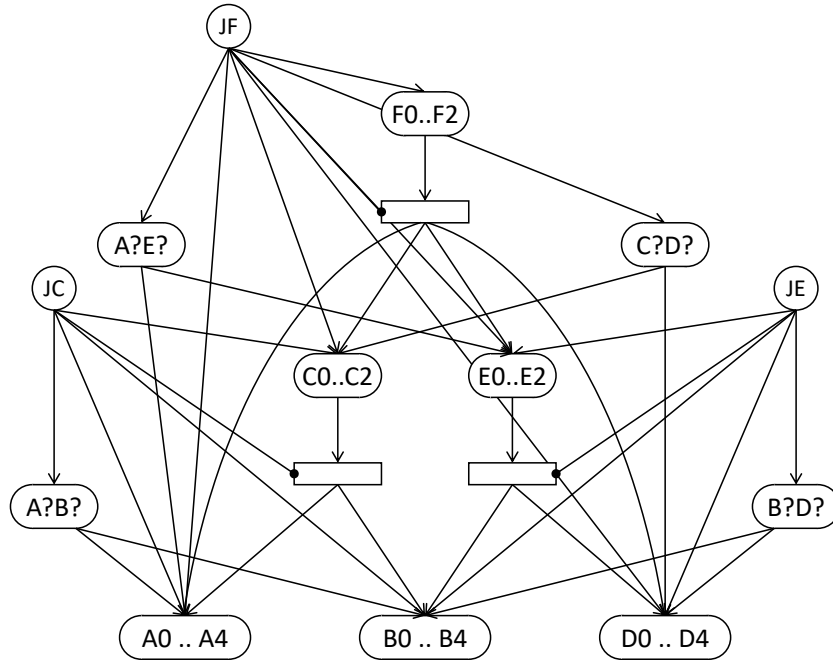 JF
F0..F2
A?E?
C?D?
JC
JE
C0..C2
E0..E2
A?B?
B?D?
A0 .. A4
B0 .. B4
D0 .. D4